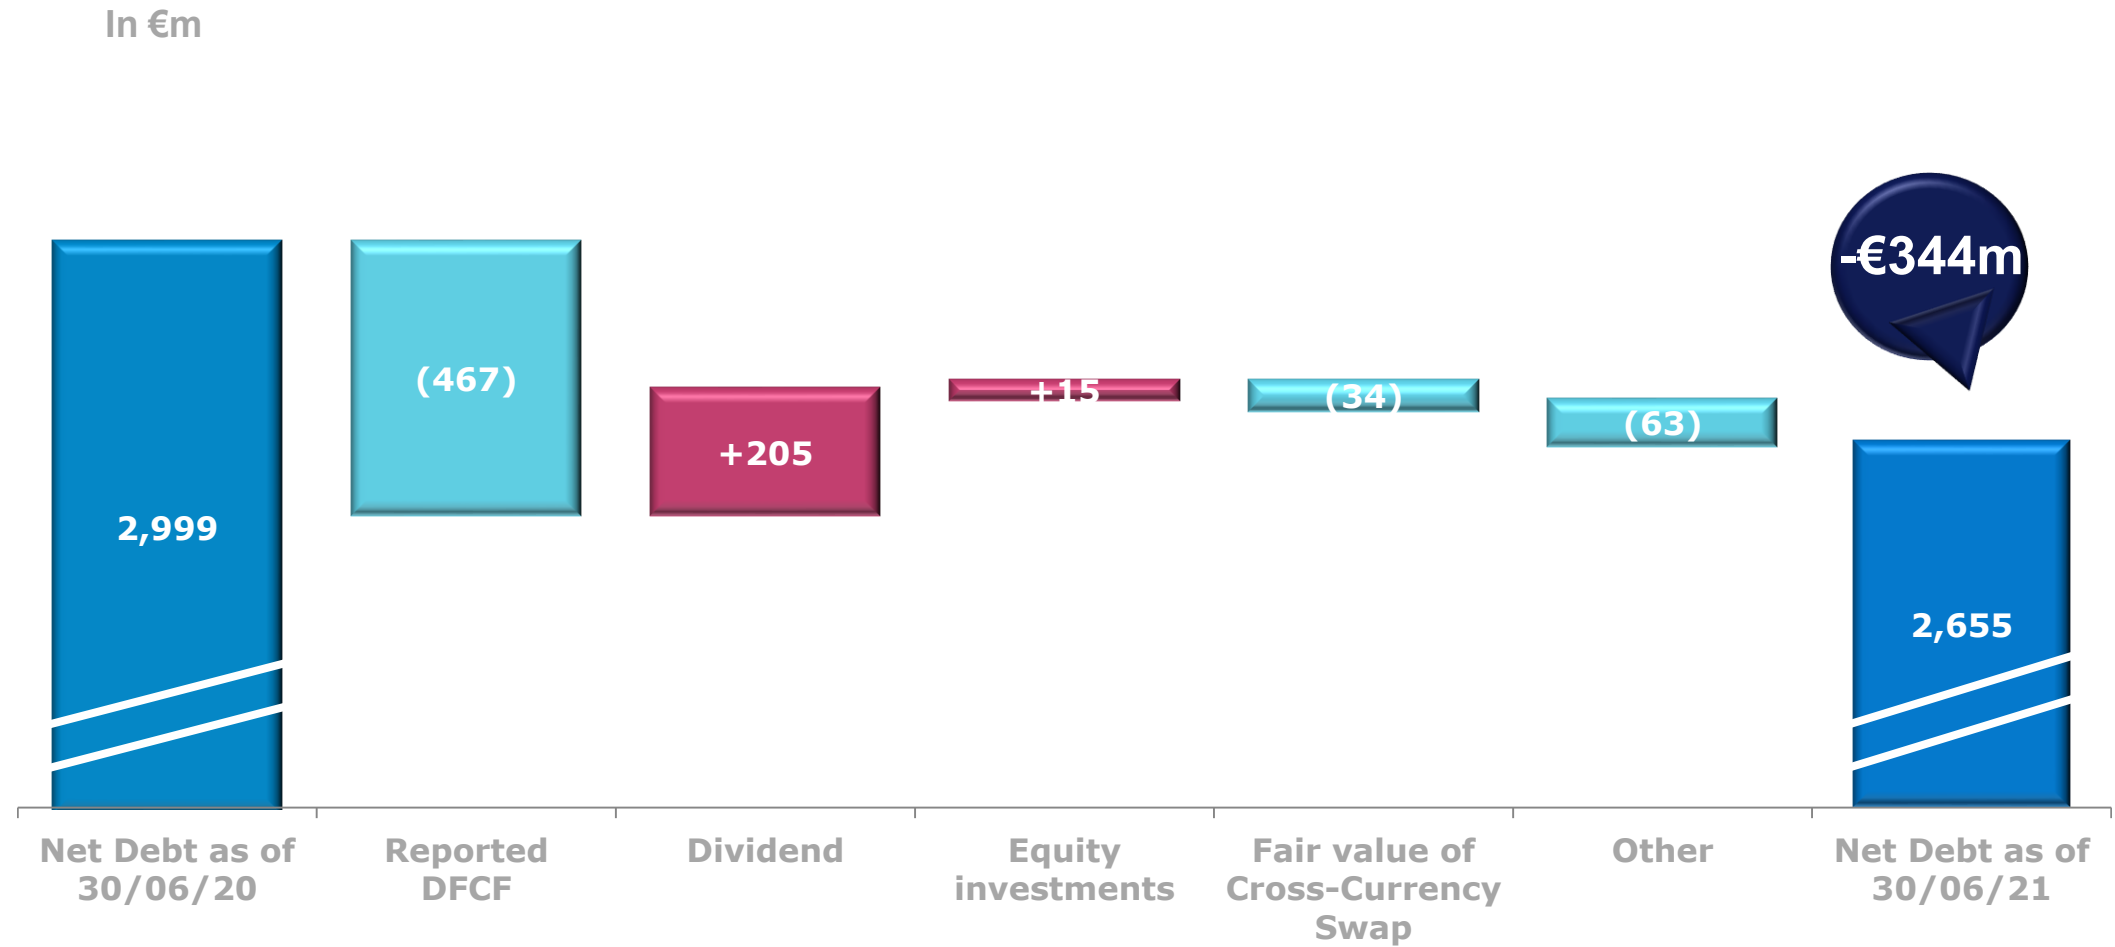 In €m
-€344m
(467)
+15
(34)
(63)
+205
2,999
2,655
Net Debt as of
30/06/20
Reported
DFCF
Dividend
Equity
investments
Fair value of
Cross-Currency
Swap
Other
Net Debt as of
30/06/21